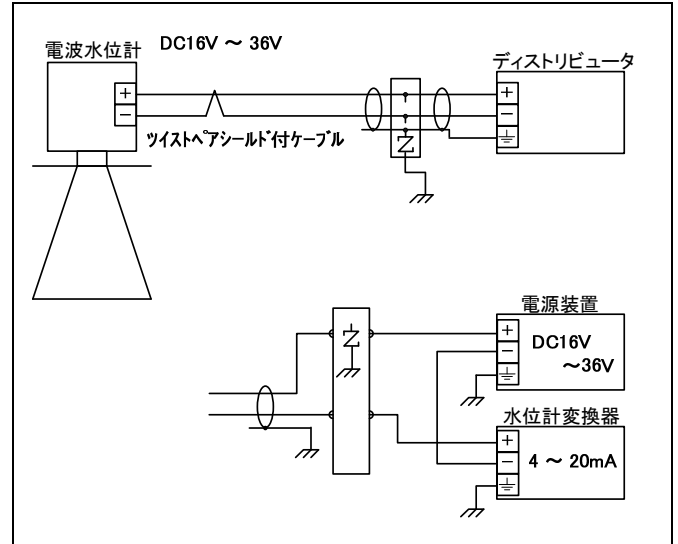 電波水位計 DC16V ～ 36V
ディストリビュータ
+
−
+
−
ツイストペアシールド付ケーブル
電源装置
+
−
DC16V
～36V
水位計変換器
+
−
4 ～ 20mA